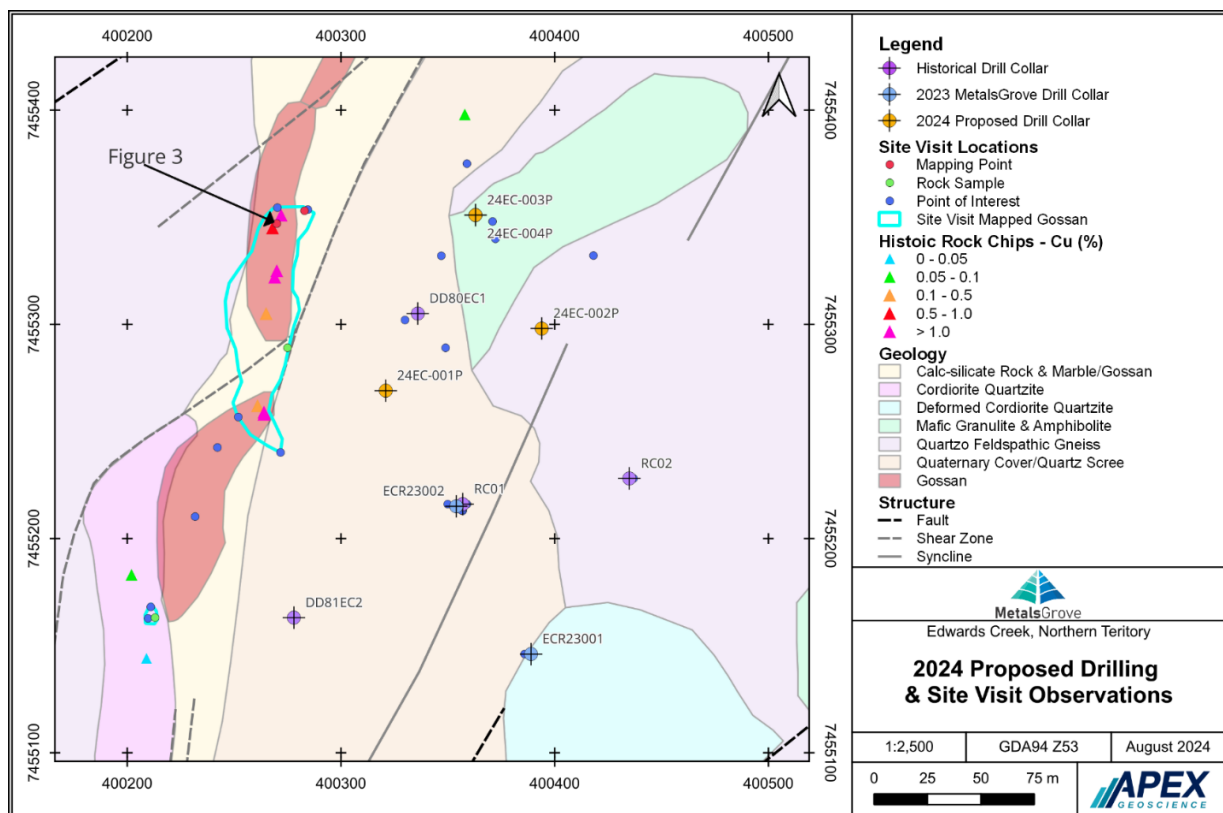 400200 400300 400400 400500
7455400 7455400
Figure 3
24EC-003P
24EC-004P
DD80EC1
24EC-002P
7455300 7455300
24EC-001P
RC02
ECR23002 RC01
7455200 7455200
DD81EC2
ECR23001
7455100 7455100
400200 400300 400400 400500
Legend
Historical Drill Collar
2023 MetalsGrove Drill Collar
2024 Proposed Drill Collar
Site Visit Locations
Mapping Point
Rock Sample
Point of Interest
Site Visit Mapped Gossan
Histoic Rock Chips - Cu (%)
0 - 0.05
0.05 - 0.1
0.1 - 0.5
0.5 - 1.0
> 1.0
Geology
Calc-silicate Rock & Marble/Gossan
Cordiorite Quartzite
Deformed Cordiorite Quartzite
Mafic Granulite & Amphibolite
Quartzo Feldspathic Gneiss
Quaternary Cover/Quartz Scree
Gossan
Structure
Fault
Shear Zone
Syncline
MetalsGrove
Edwards Creek, Northern Teritory
2024 Proposed Drilling
& Site Visit Observations
1:2,500 GDA94 Z53 August 2024
0 25 50 75 m
APEX
GEOSCIENCE